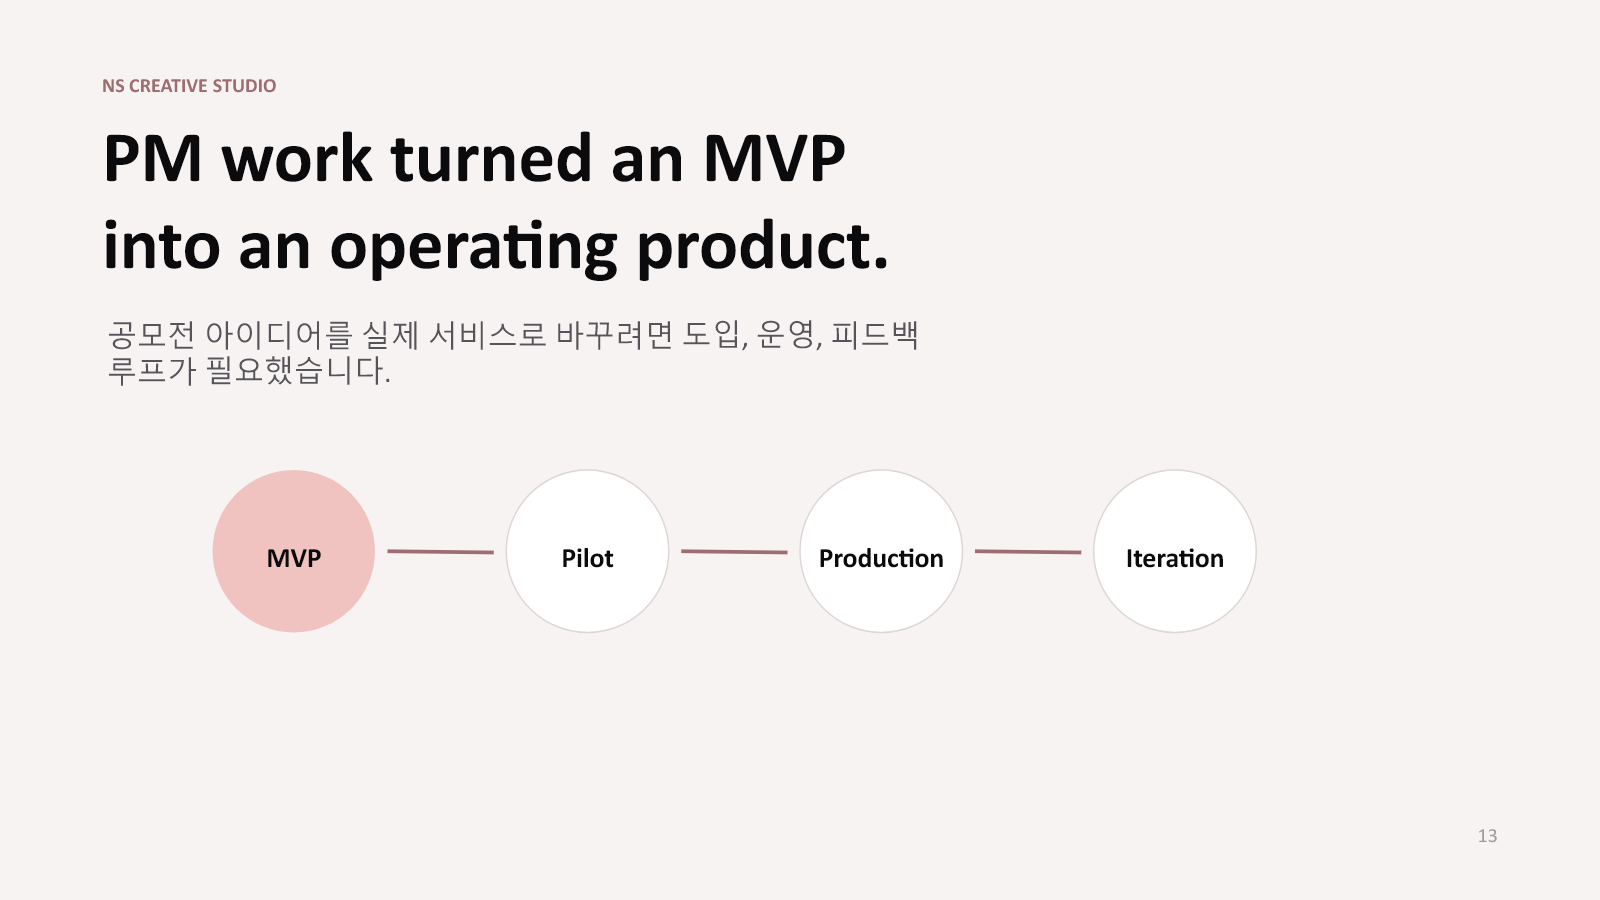 NS CREATIVE STUDIO
PM work turned an MVP
into an operating product.
공모전 아이디어를 실제 서비스로 바꾸려면 도입, 운영, 피드백
루프가 필요했습니다.
MVP
Pilot
Production
Iteration
13